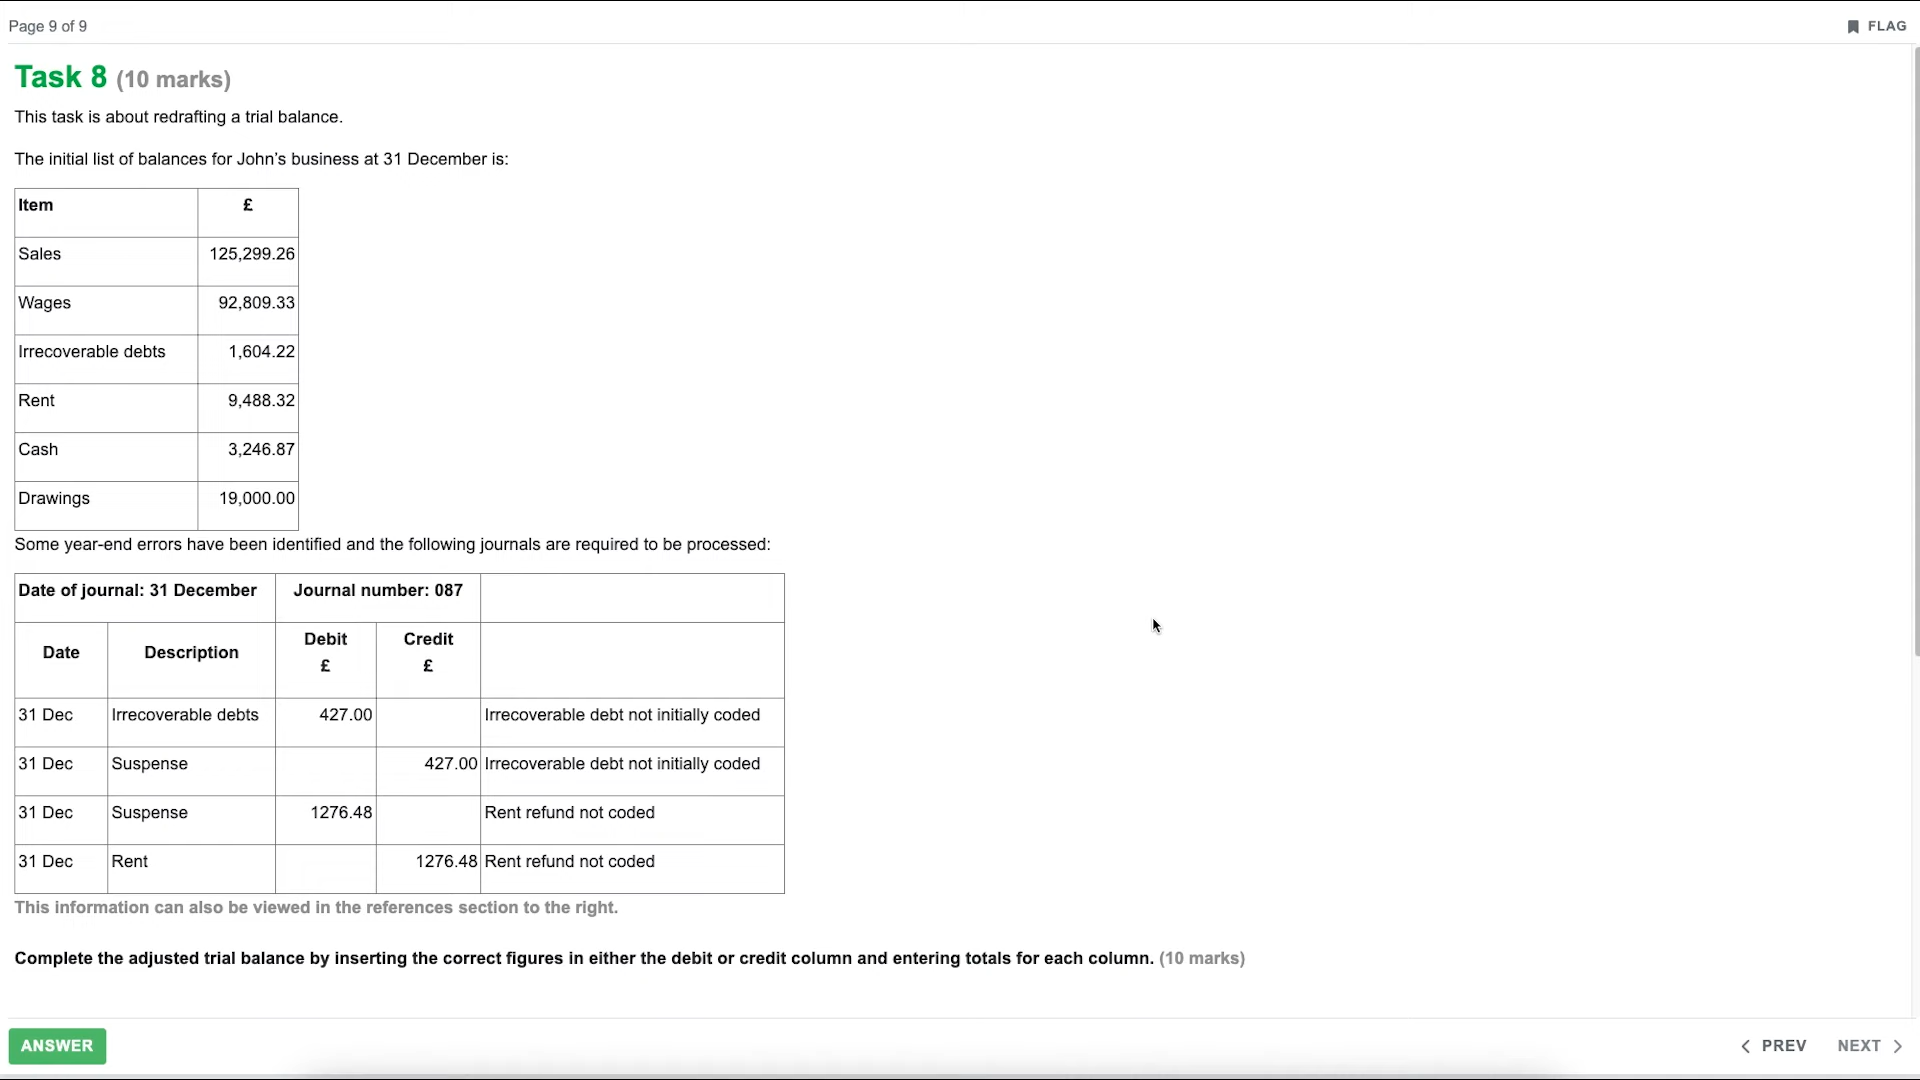 Page 9 of 9
FLAG
Task 8 (10 marks)
This task is about redrafting a trial balance.
The initial list of balances for John's business at 31 December is:
Item £
Sales 125,299.26
Wages 92,809.33
Irrecoverable debts 1,604.22
Rent 9,488.32
Cash 3,246.87
Drawings 19,000.00
Some year-end errors have been identified and the following journals are required to be processed:
Date of journal: 31 December Journal number: 087
Date Description Debit £ Credit £
31 Dec Irrecoverable debts 427.00 Irrecoverable debt not initially coded
31 Dec Suspense 427.00 Irrecoverable debt not initially coded
31 Dec Suspense 1276.48 Rent refund not coded
31 Dec Rent 1276.48 Rent refund not coded
This information can also be viewed in the references section to the right.
Complete the adjusted trial balance by inserting the correct figures in either the debit or credit column and entering totals for each column. (10 marks)
ANSWER
PREV NEXT